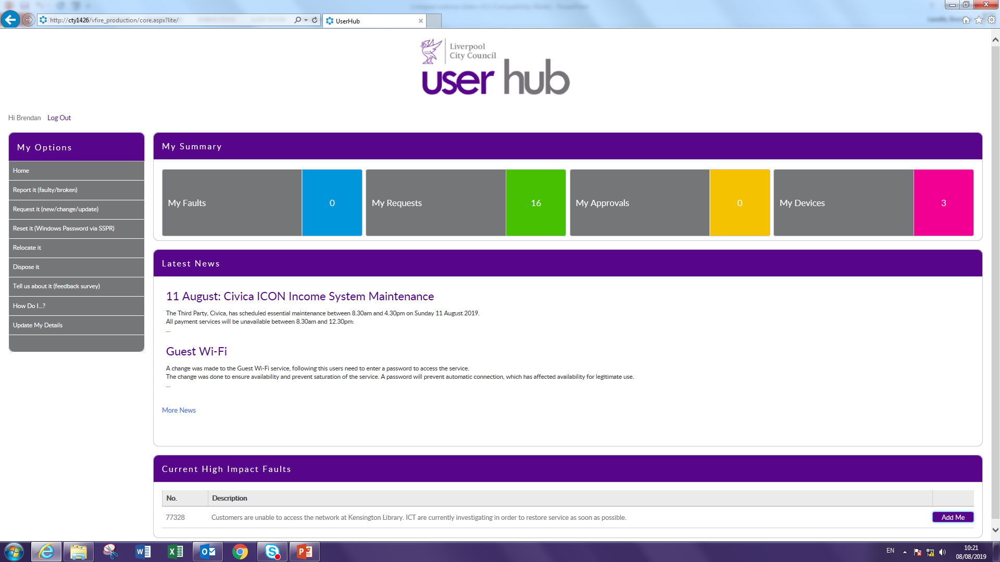 http://cty1426/vfire_production/core.aspx?lite/
UserHub
Liverpool
City Council
user hub
Hi Brendan Log Out
My Options
Home
Report it (faulty/broken)
Request it (new/change/update)
Reset it (Windows Password via SSPR)
Relocate it
Dispose it
Tell us about it (feedback survey)
How Do I...?
Update My Details
My Summary
My Faults 0
My Requests 16
My Approvals 0
My Devices 3
Latest News
11 August: Civica ICON Income System Maintenance
The Third Party, Civica, has scheduled essential maintenance between 8.30am and 4.30pm on Sunday 11 August 2019.
All payment services will be unavailable between 8.30am and 12.30pm:
...
Guest Wi-Fi
A change was made to the Guest Wi-Fi service, following this users need to enter a password to access the service.
The change was done to ensure availability and prevent saturation of the service. A password will prevent automatic connection, which has affected availability for legitimate use.
...
More News
Current High Impact Faults
No. Description
77328 Customers are unable to access the network at Kensington Library. ICT are currently investigating in order to restore service as soon as possible. Add Me
EN
10:21
08/08/2019